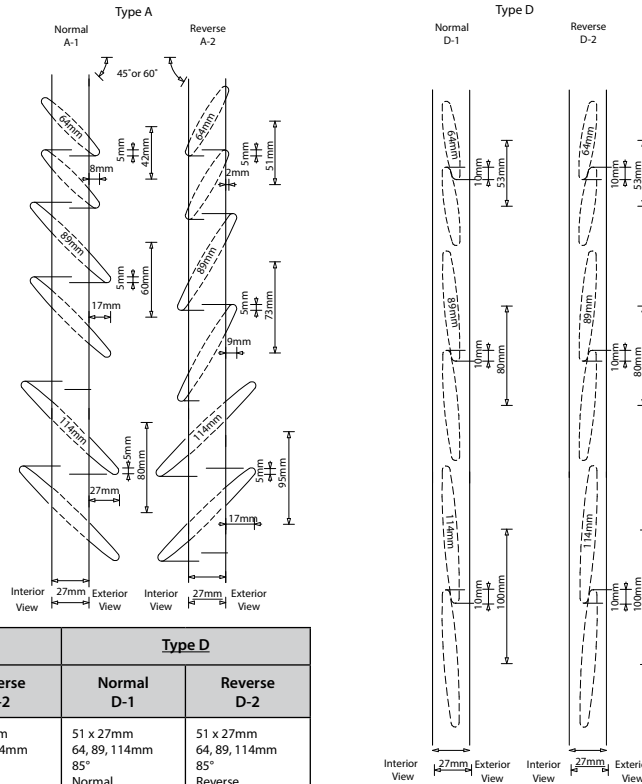 Type A
Normal
A-1
Reverse
A-2
45° or 60°
64mm
5mm
42mm
8mm
89mm
5mm
60mm
17mm
114mm
5mm
80mm
27mm
64mm
5mm
51mm
2mm
89mm
5mm
73mm
9mm
114mm
5mm
95mm
17mm
Interior
View
27mm
Exterior
View
Interior
View
27mm
Exterior
View
Type D
Normal
D-1
Reverse
D-2
64mm
10mm
53mm
89mm
10mm
80mm
114mm
10mm
100mm
64mm
10mm
53mm
89mm
10mm
80mm
114mm
10mm
100mm
Interior
View
27mm
Exterior
View
Interior
View
27mm
View
Type D
Normal
D-1
Reverse
D-2
51 x 27mm
64, 89, 114mm
85°
Normal
51 x 27mm
64, 89, 114mm
85°
Reverse